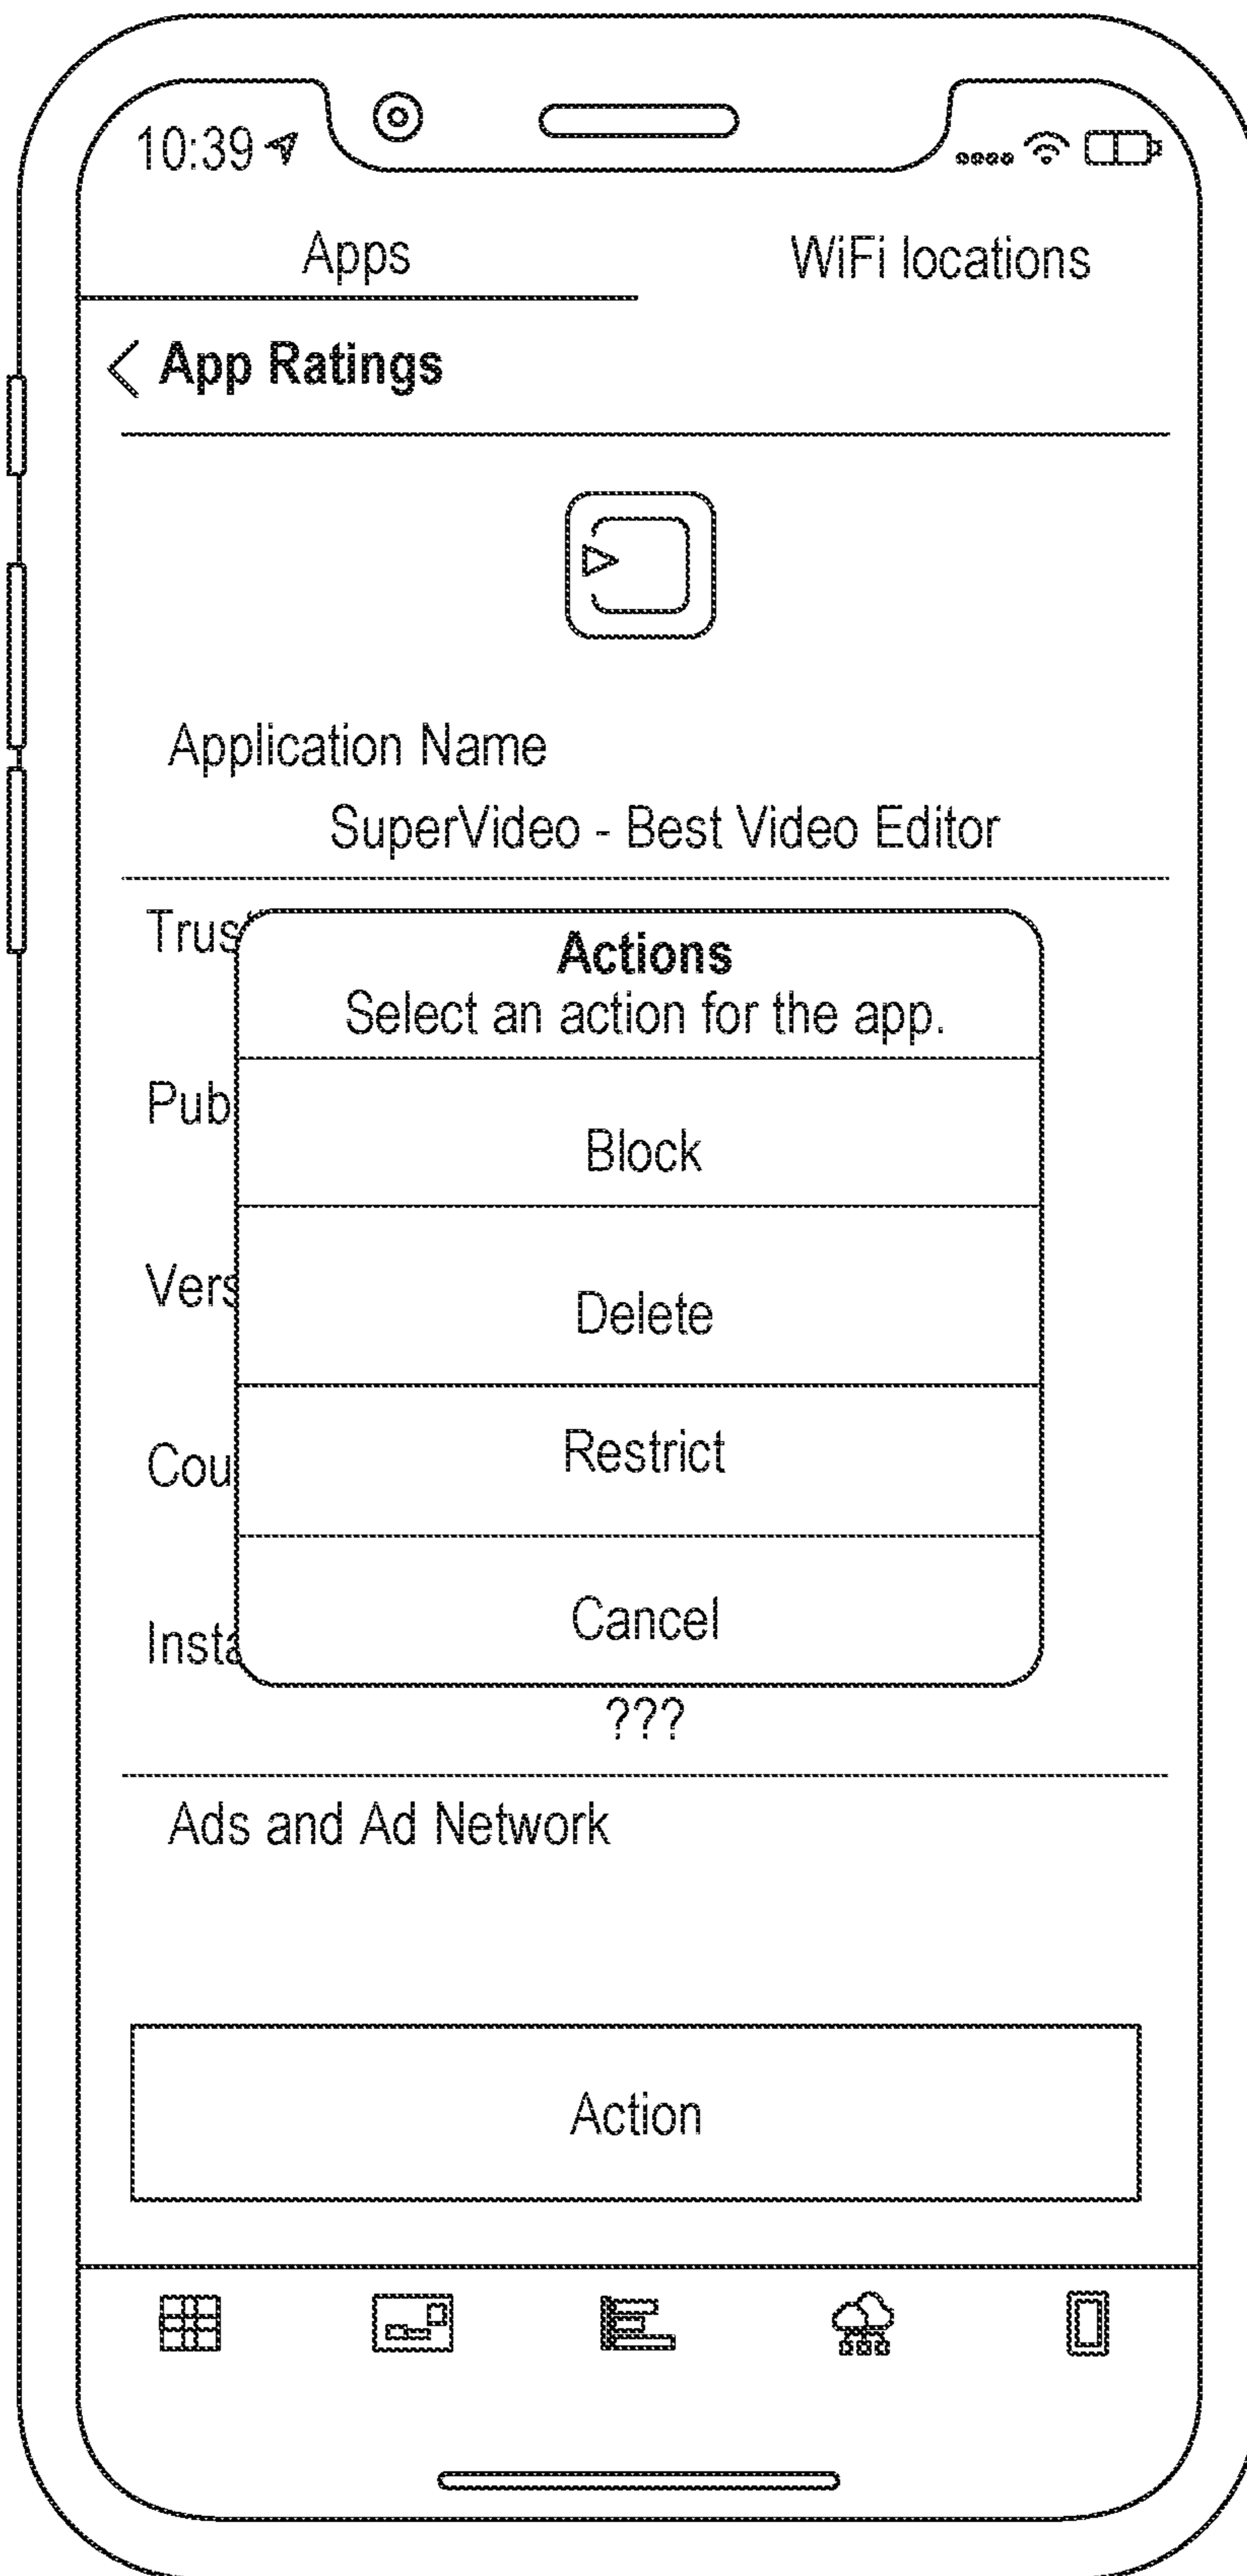 10:39
Apps WiFi locations
App Ratings
Application Name
SuperVideo - Best Video Editor
Actions
Select an action for the app.
Block
Delete
Restrict
Cancel
???
Ads and Ad Network
Action